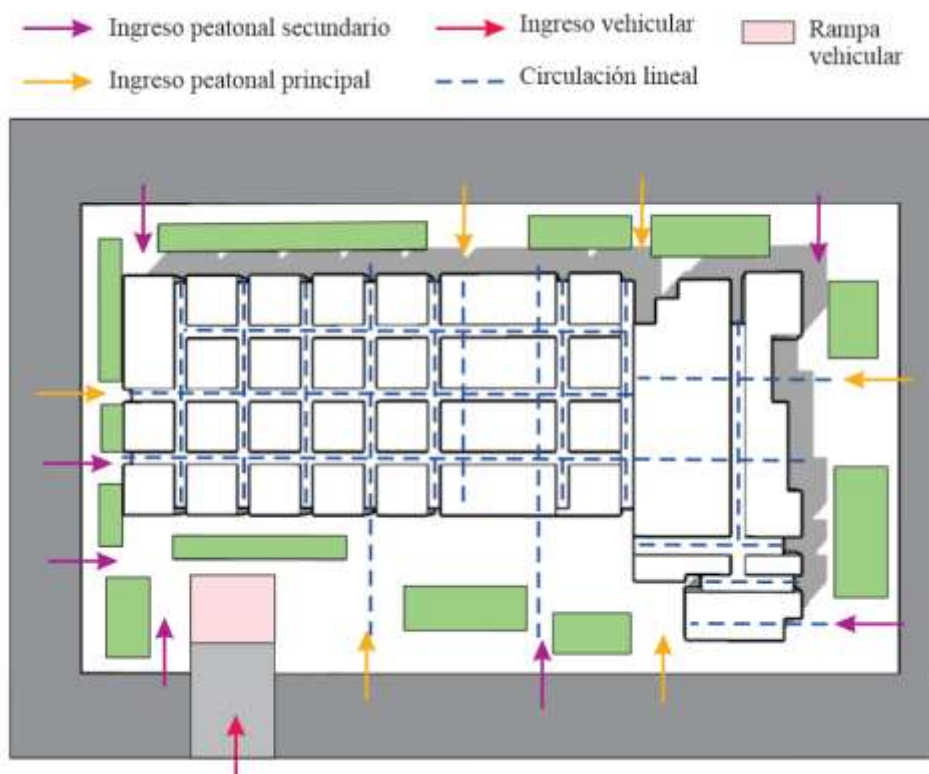 Ingreso peatonal secundario
Ingreso vehicular
Rampa
vehicular
Ingreso peatonal principal
Circulación lineal